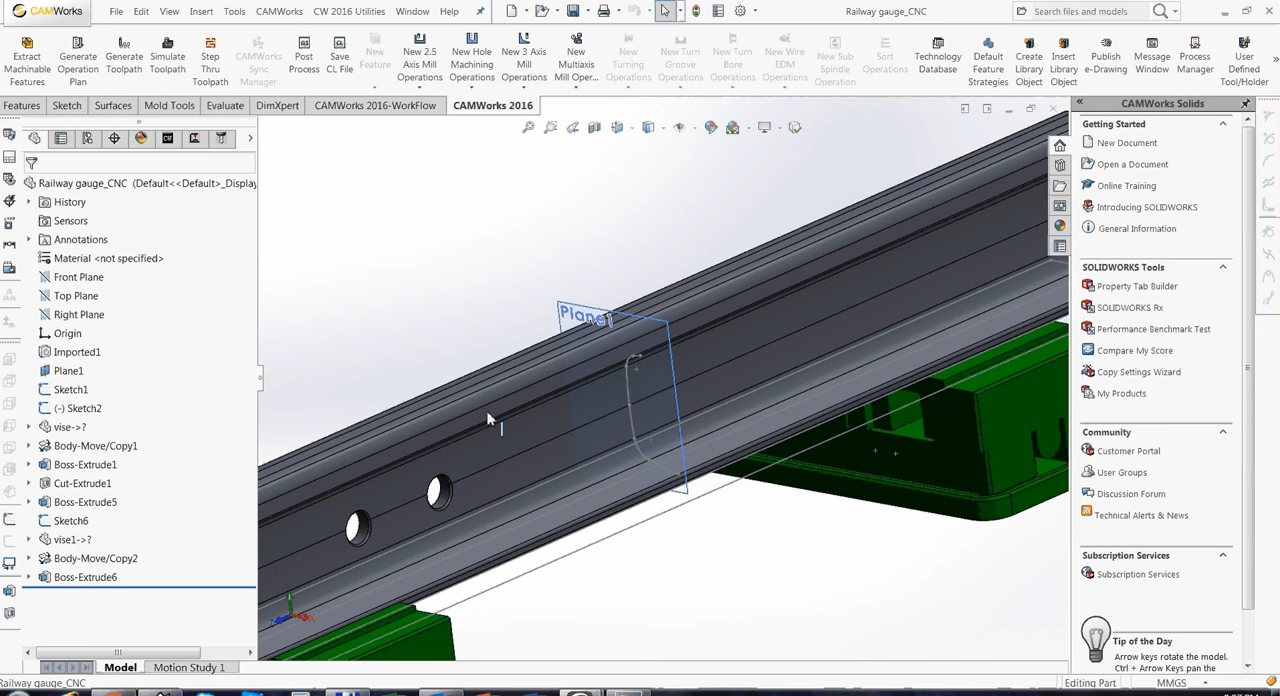 CAMWorks File Edit View Insert Tools CAMWorks CW 2016 Utilities Window Help Railway gauge_CNC Search files and models
Extract Machinable Features
Generate Operation Plan
Generate Toolpath
Simulate Toolpath
Step Thru Toolpath
CAMWorks Sync Manager
Post Process
Save CL File
New Feature
New 2.5 Axis Mill Operations
New Hole Machining Operations
New 3 Axis Mill Operations
New Multiaxis Mill Oper...
New Turning Operations
New Turn Groove Operations
New Turn Bore Operations
New Wire EDM Operations
New Sub Spindle Operation
Sort Operations
Technology Database
Default Feature Strategies
Create Library Object
Insert Library Object
Publish e-Drawing
Message Window
Process Manager
User Defined Tool/Holder
Features Sketch Surfaces Mold Tools Evaluate DimXpert CAMWorks 2016-WorkFlow CAMWorks 2016
Railway gauge_CNC (Default<<Default>_Display
History
Sensors
Annotations
Material <not specified>
Front Plane
Top Plane
Right Plane
Origin
Imported1
Plane1
Sketch1
(-) Sketch2
vise->?
Body-Move/Copy1
Boss-Extrude1
Cut-Extrude1
Boss-Extrude5
Sketch6
vise1->?
Body-Move/Copy2
Boss-Extrude6
Plane1
CAMWorks Solids
Getting Started
New Document
Open a Document
Online Training
Introducing SOLIDWORKS
General Information
SOLIDWORKS Tools
Property Tab Builder
SOLIDWORKS Rx
Performance Benchmark Test
Compare My Score
Copy Settings Wizard
My Products
Community
Customer Portal
User Groups
Discussion Forum
Technical Alerts & News
Subscription Services
Subscription Services
Tip of the Day
Arrow keys rotate the model.
Ctrl + Arrow Keys pan the
Model Motion Study 1
Railway gauge_CNC Editing Part MMGS